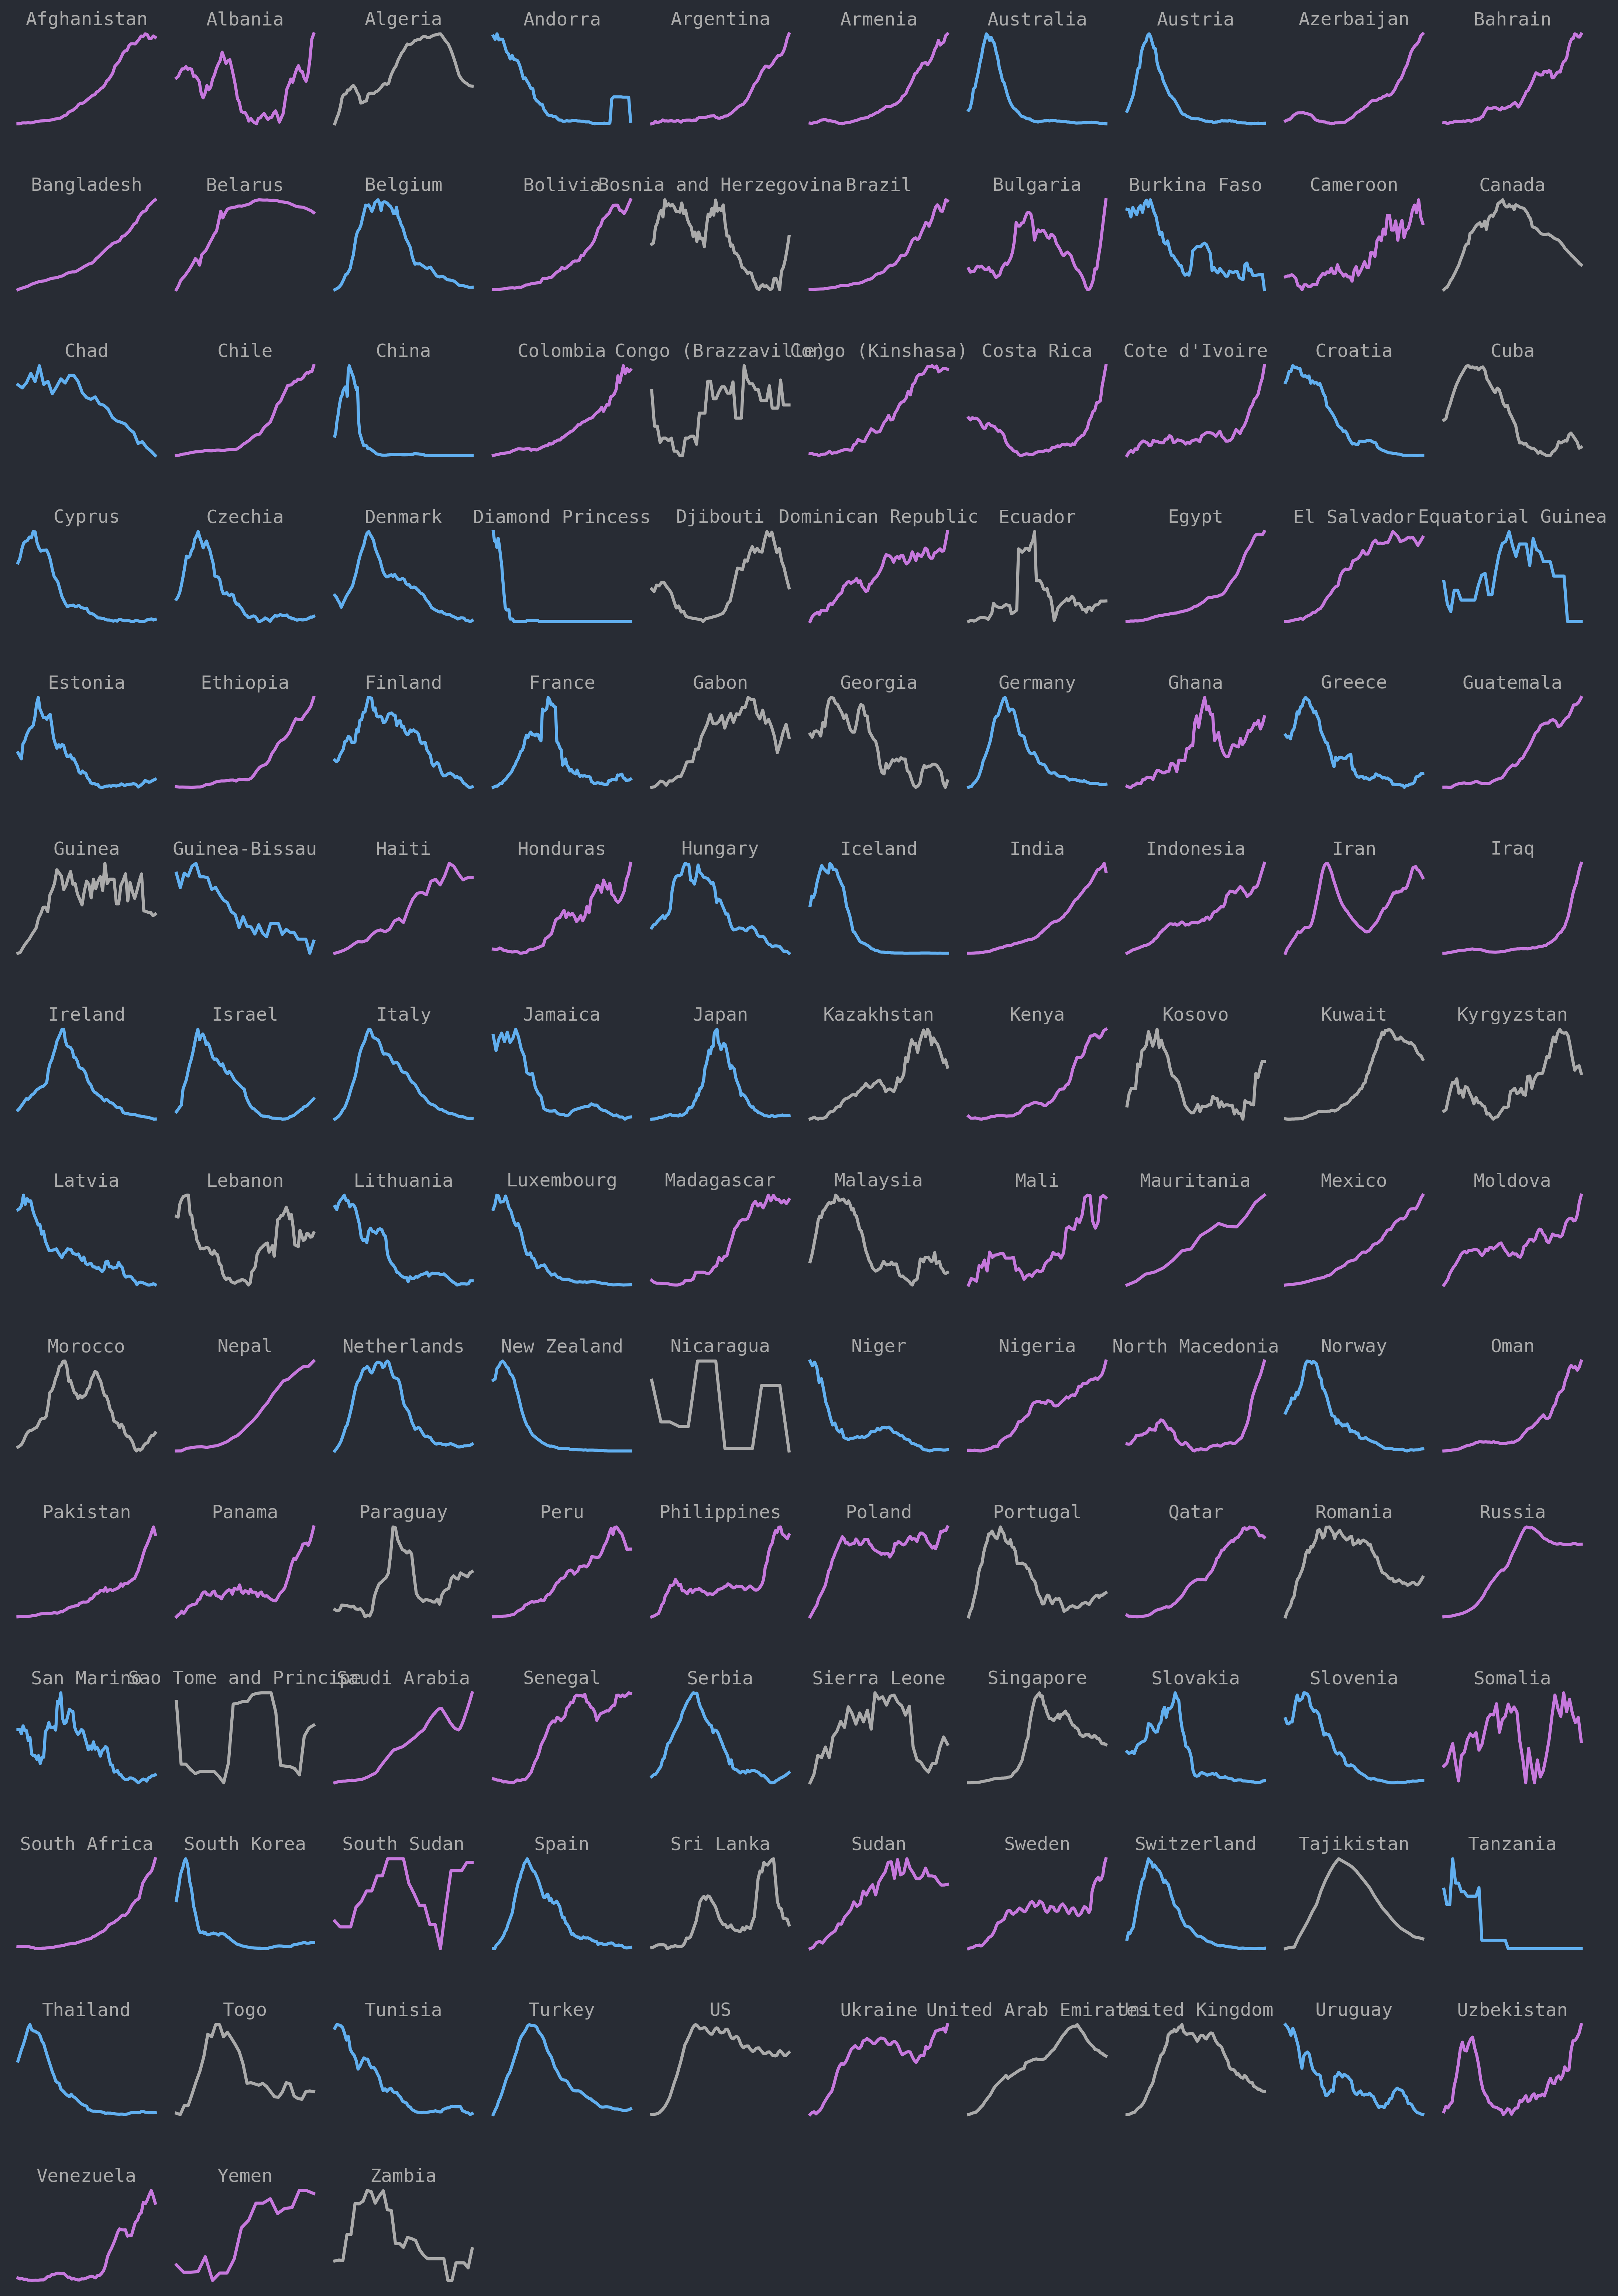 Afghanistan Albania Algeria Andorra Argentina Armenia Australia Austria Azerbaijan Bahrain
Bangladesh Belarus Belgium Bolivia Bosnia and Herzegovina Brazil Bulgaria Burkina Faso Cameroon Canada
Chad Chile China Colombia Congo (Brazzaville) Congo (Kinshasa) Costa Rica Cote d'Ivoire Croatia Cuba
Cyprus Czechia Denmark Diamond Princess Djibouti Dominican Republic Ecuador Egypt El Salvador Equatorial Guinea
Estonia Ethiopia Finland France Gabon Georgia Germany Ghana Greece Guatemala
Guinea Guinea-Bissau Haiti Honduras Hungary Iceland India Indonesia Iran Iraq
Ireland Israel Italy Jamaica Japan Kazakhstan Kenya Kosovo Kuwait Kyrgyzstan
Latvia Lebanon Lithuania Luxembourg Madagascar Malaysia Mali Mauritania Mexico Moldova
Morocco Nepal Netherlands New Zealand Nicaragua Niger Nigeria North Macedonia Norway Oman
Pakistan Panama Paraguay Peru Philippines Poland Portugal Qatar Romania Russia
San Marino Sao Tome and Principe Saudi Arabia Senegal Serbia Sierra Leone Singapore Slovakia Slovenia Somalia
South Africa South Korea South Sudan Spain Sri Lanka Sudan Sweden Switzerland Tajikistan Tanzania
Thailand Togo Tunisia Turkey US Ukraine United Arab Emirates United Kingdom Uruguay Uzbekistan
Venezuela Yemen Zambia